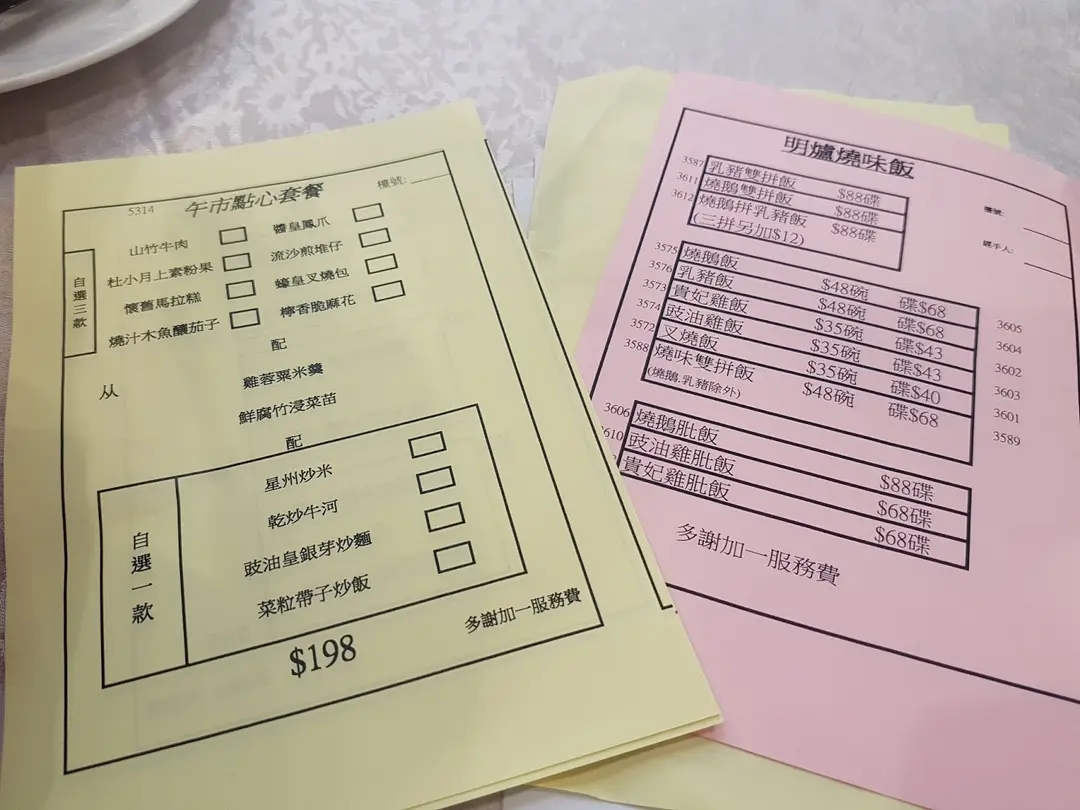 5314 午市點心套餐 檯號:
自選三款
山竹牛肉 醬皇鳳爪
杜小月上素粉果 流沙煎堆仔
懷舊馬拉糕 蠔皇叉燒包
燒汁木魚釀茄子 檸香脆麻花
配
从 雞蓉粟米羹
鮮腐竹浸菜苗
配
自選一款
星州炒米
乾炒牛河
豉油皇銀芽炒麵
菜粒帶子炒飯
$198
多謝加一服務費
明爐燒味飯
檯號:
經手人:
3587 乳豬雙拼飯 $88碟
3611 燒鵝雙拼飯 $88碟
3612 燒鵝拼乳豬飯 $88碟
(三拼另加$12)
3575 燒鵝飯 $48碗 碟$68 3605
3576 乳豬飯 $48碗 碟$68 3604
3573 貴妃雞飯 $35碗 碟$43 3602
3574 豉油雞飯 $35碗 碟$43 3603
3572 叉燒飯 $35碗 碟$40 3601
3588 燒味雙拼飯 $48碗 碟$68 3589
(燒鵝.乳豬除外)
3606 燒鵝肶飯 $88碟
3610 豉油雞肶飯 $68碟
貴妃雞肶飯 $68碟
多謝加一服務費